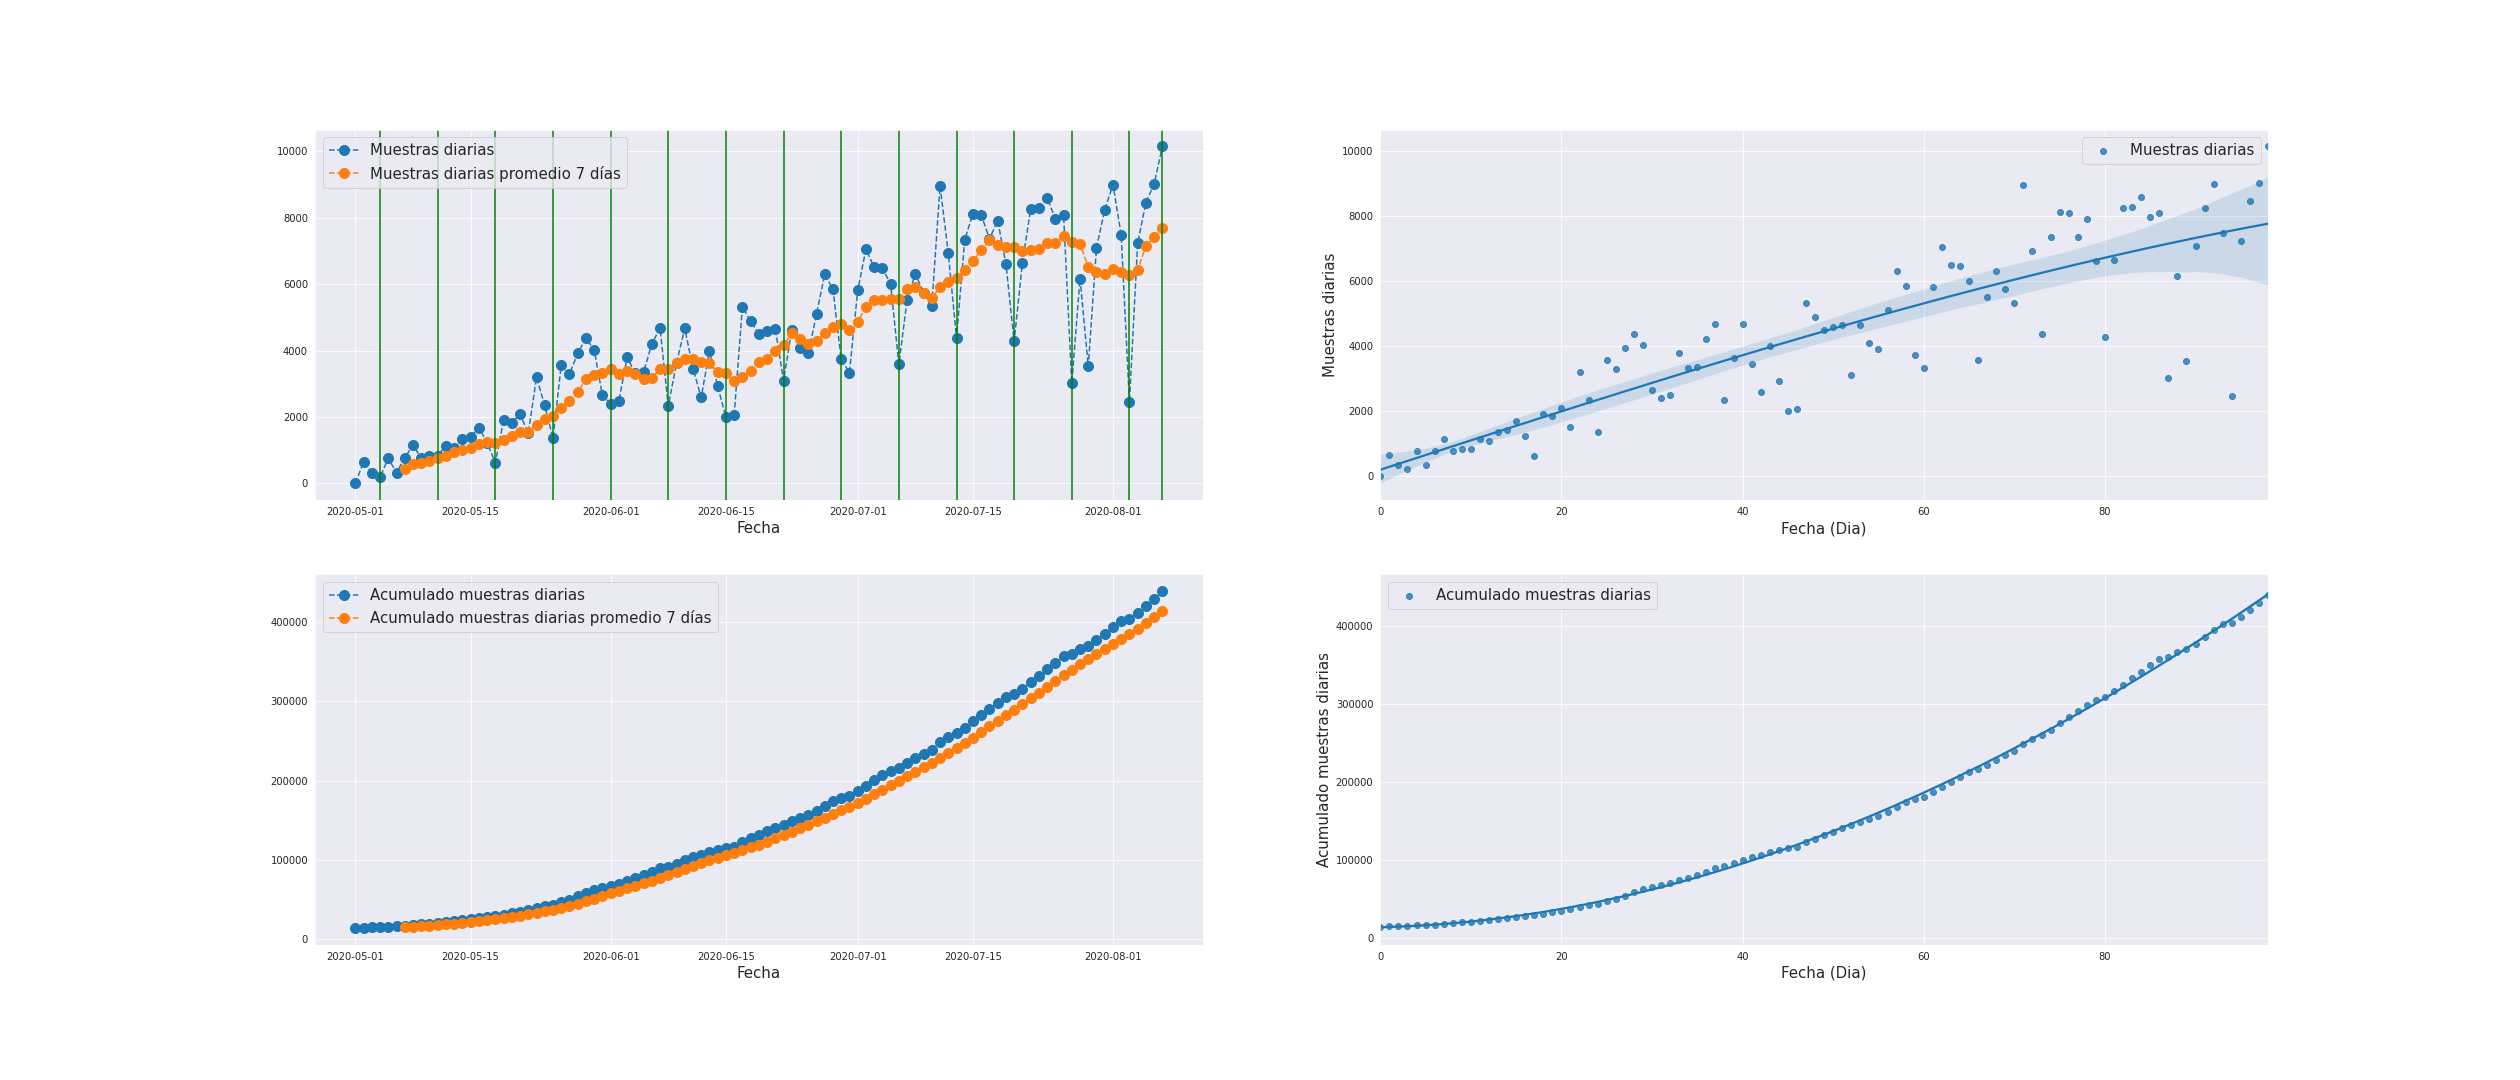 Muestras diarias
Muestras diarias promedio 7 días
10000
8000
6000
4000
2000
0
2020-05-01 2020-05-15 2020-06-01 2020-06-15 2020-07-01 2020-07-15 2020-08-01
Fecha
Muestras diarias
10000
8000
6000
4000
2000
0
Muestras diarias
0 20 40 60 80
Fecha (Dia)
Acumulado muestras diarias
Acumulado muestras diarias promedio 7 días
400000
300000
200000
100000
0
2020-05-01 2020-05-15 2020-06-01 2020-06-15 2020-07-01 2020-07-15 2020-08-01
Fecha
Acumulado muestras diarias
400000
300000
200000
100000
0
Acumulado muestras diarias
0 20 40 60 80
Fecha (Dia)